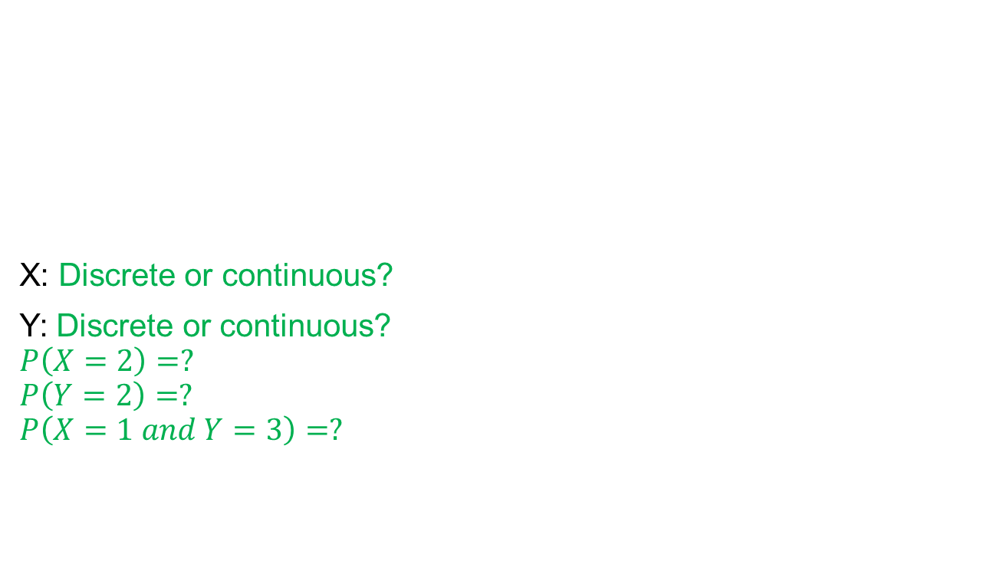 X: Discrete or continuous?
Y: Discrete or continuous?
P(X = 2) =?
P(Y = 2) =?
P(X = 1 and Y = 3) =?